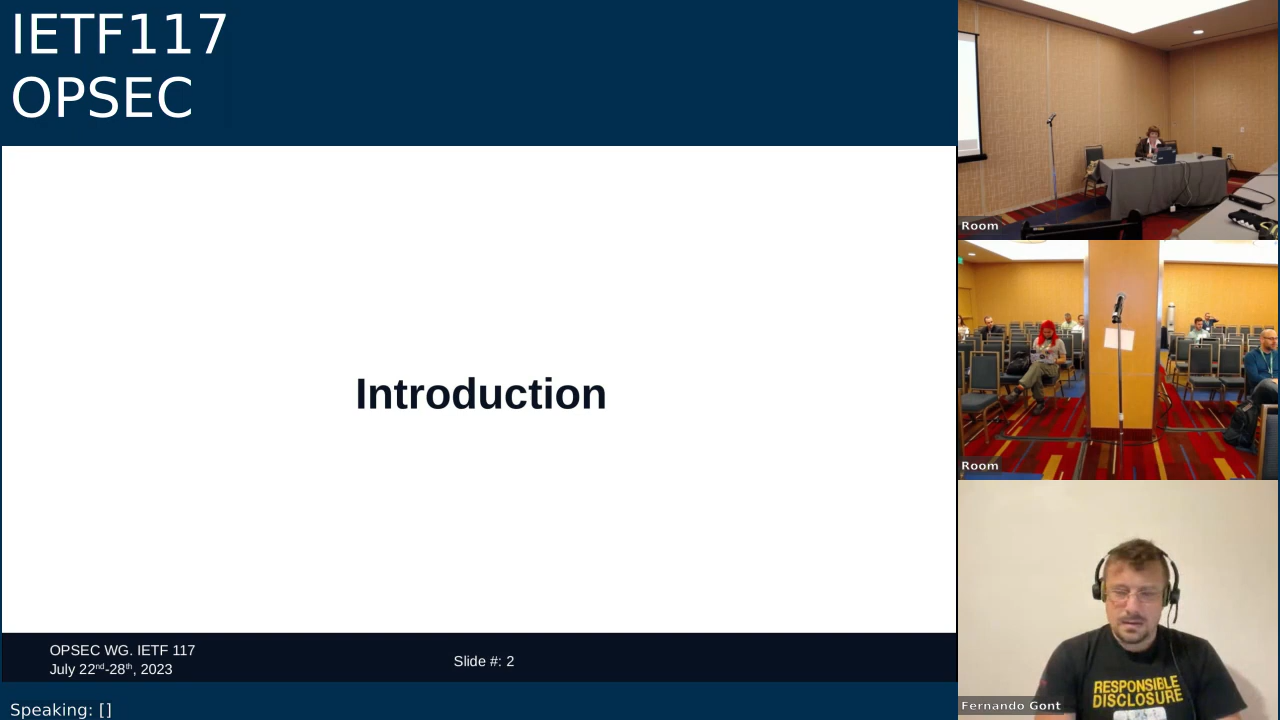 IETF117
OPSEC
Introduction
OPSEC WG. IETF 117
July 22nd-28th, 2023
Slide #: 2
Speaking: []
Room
Room
Fernando Gont
RESPONSIBLE
DISCLOSURE